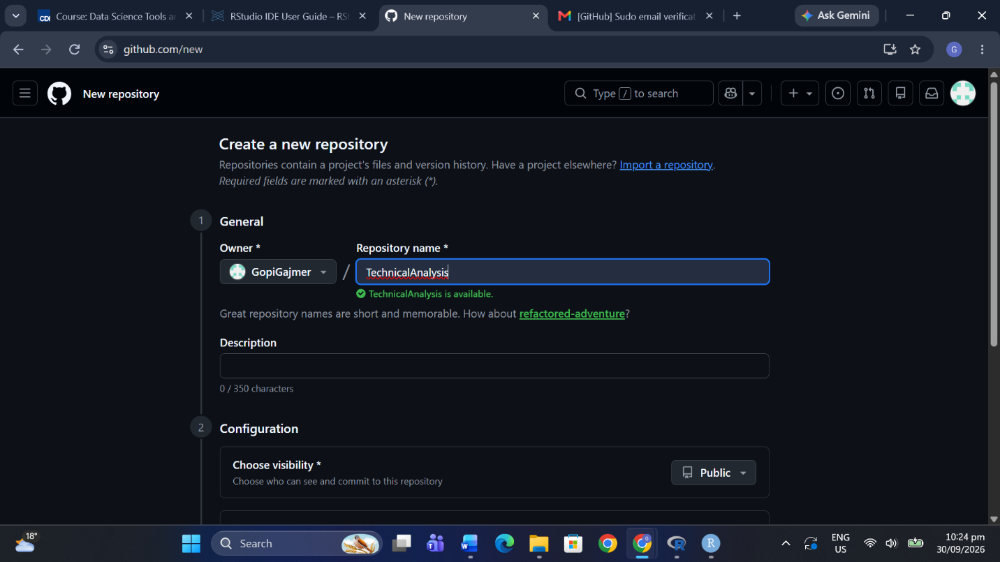 Course: Data Science Tools a
RStudio IDE User Guide – RS
New repository
[GitHub] Sudo email verificat
Ask Gemini
github.com/new
G
New repository
Type / to search
Create a new repository
Repositories contain a project's files and version history. Have a project elsewhere? Import a repository.
Required fields are marked with an asterisk (*).
1
General
Owner *
Repository name *
GopiGajmer
/
TechnicalAnalysis
TechnicalAnalysis is available.
Great repository names are short and memorable. How about refactored-adventure?
Description
0 / 350 characters
2
Configuration
Choose visibility *
Choose who can see and commit to this repository
Public
18°
Search
ENG
US
10:24 pm
30/09/2026